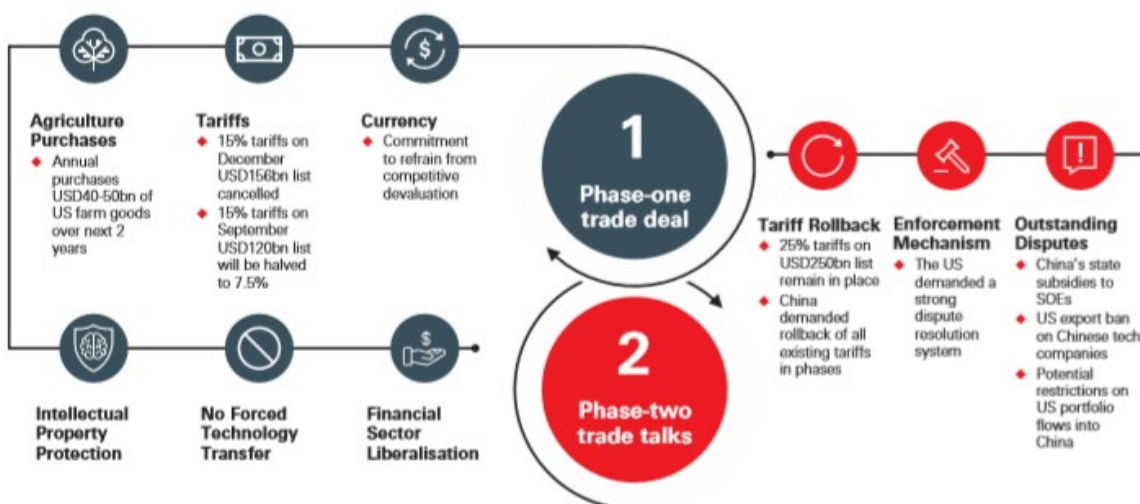 Agriculture
Purchases
Annual
purchases
USD40-50bn of
US farm goods
over next 2
years
Tariffs
15% tariffs on
December
USD156bn list
cancelled
15% tariffs on
September
USD120bn list
will be halved
to 7.5%
$
Currency
Commitment
to refrain from
competitive
devaluation
Intellectual
Property
Protection
No Forced
Technology
Transfer
$
Financial
Sector
Liberalisation
1
Phase-one
trade deal
2
Phase-two
trade talks
Tariff Rollback
25% tariffs on
USD250bn list
remain in place
China
demanded
rollback of all
existing tariffs
in phases
Enforcement
Mechanism
The US
demanded a
strong
dispute
resolution
system
!
Outstanding
Disputes
China's state
subsidies to
SOEs
US export ban
on Chinese tech
companies
Potential
restrictions on
US portfolio
flows into
China